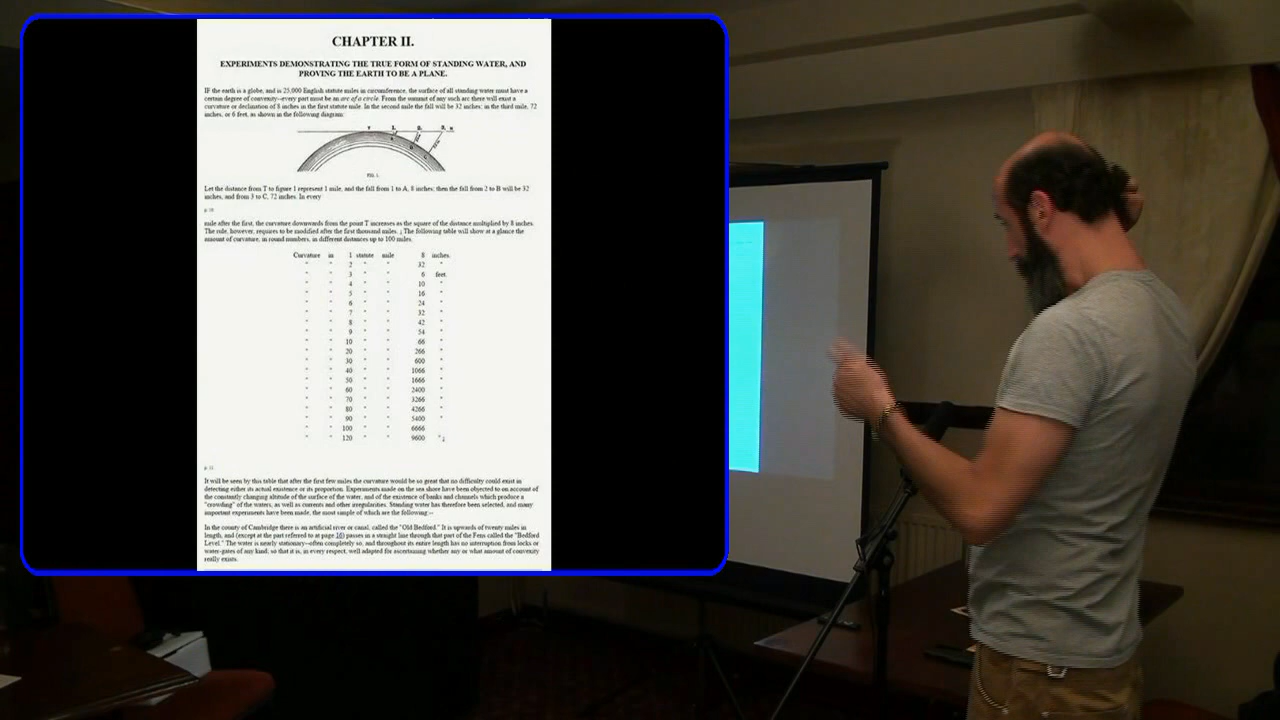 CHAPTER II.
EXPERIMENTS DEMONSTRATING THE TRUE FORM OF STANDING WATER, AND
PROVING THE EARTH TO BE A PLANE.
IF the earth is a globe, and is 25,000 English statute miles in circumference, the surface of all standing water must have a
certain degree of convexity--every part must be an arc of a circle. From the summit of any such arc there will exist a
curvature or declination of 8 inches in the first statute mile. In the second mile the fall will be 32 inches; in the third mile, 72
inches, or 6 feet, as shown in the following diagram:
FIG. 1.
Let the distance from T to figure 1 represent 1 mile, and the fall from 1 to A, 8 inches; then the fall from 2 to B will be 32
inches, and from 3 to C, 72 inches. In every
p. 10
mile after the first, the curvature downwards from the point T increases as the square of the distance multiplied by 8 inches.
The rule, however, requires to be modified after the first thousand miles. 1 The following table will show at a glance the
amount of curvature, in round numbers, in different distances up to 100 miles.
Curvature in 1 statute mile 8 inches.
" " 2 " " 32 "
" " 3 " " 6 feet.
" " 4 " " 10 "
" " 5 " " 16 "
" " 6 " " 24 "
" " 7 " " 32 "
" " 8 " " 42 "
" " 9 " " 54 "
" " 10 " " 66 "
" " 20 " " 266 "
" " 30 " " 600 "
" " 40 " " 1066 "
" " 50 " " 1666 "
" " 60 " " 2400 "
" " 70 " " 3266 "
" " 80 " " 4266 "
" " 90 " " 5400 "
" " 100 " " 6666
" " 120 " " 9600 " 2
p. 11
It will be seen by this table that after the first few miles the curvature would be so great that no difficulty could exist in
detecting either its actual existence or its proportion. Experiments made on the sea shore have been objected to on account of
the constantly changing altitude of the surface of the water, and of the existence of banks and channels which produce a
"crowding" of the waters, as well as currents and other irregularities. Standing water has therefore been selected, and many
important experiments have been made, the most simple of which are the following:--
In the county of Cambridge there is an artificial river or canal, called the "Old Bedford." It is upwards of twenty miles in
length, and (except at the part referred to at page 16) passes in a straight line through that part of the Fens called the "Bedford
Level." The water is nearly stationary--often completely so, and throughout its entire length has no interruption from locks or
water-gates of any kind; so that it is, in every respect, well adapted for ascertaining whether any or what amount of convexity
really exists.